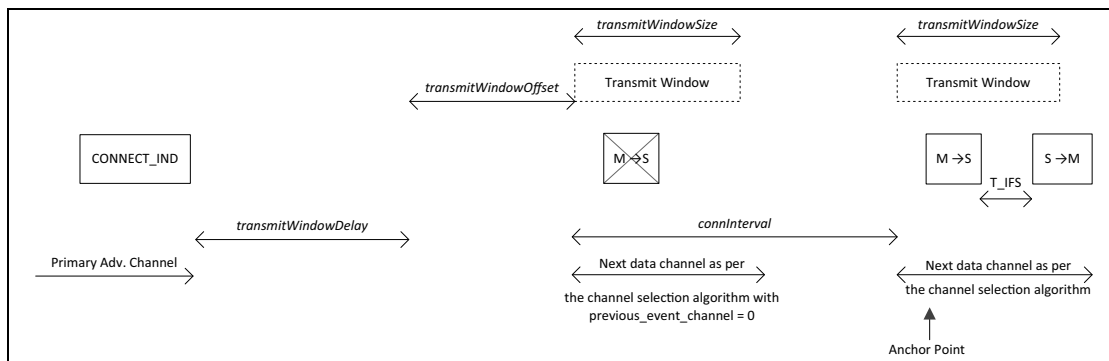 transmitWindowSize
transmitWindowSize
Transmit Window
Transmit Window
transmitWindowOffset
CONNECT_IND
M → S
M → S
S → M
T_IFS
transmitWindowDelay
connInterval
Primary Adv. Channel
Next data channel as per
the channel selection algorithm with
previous_event_channel = 0
Next data channel as per
the channel selection algorithm
Anchor Point